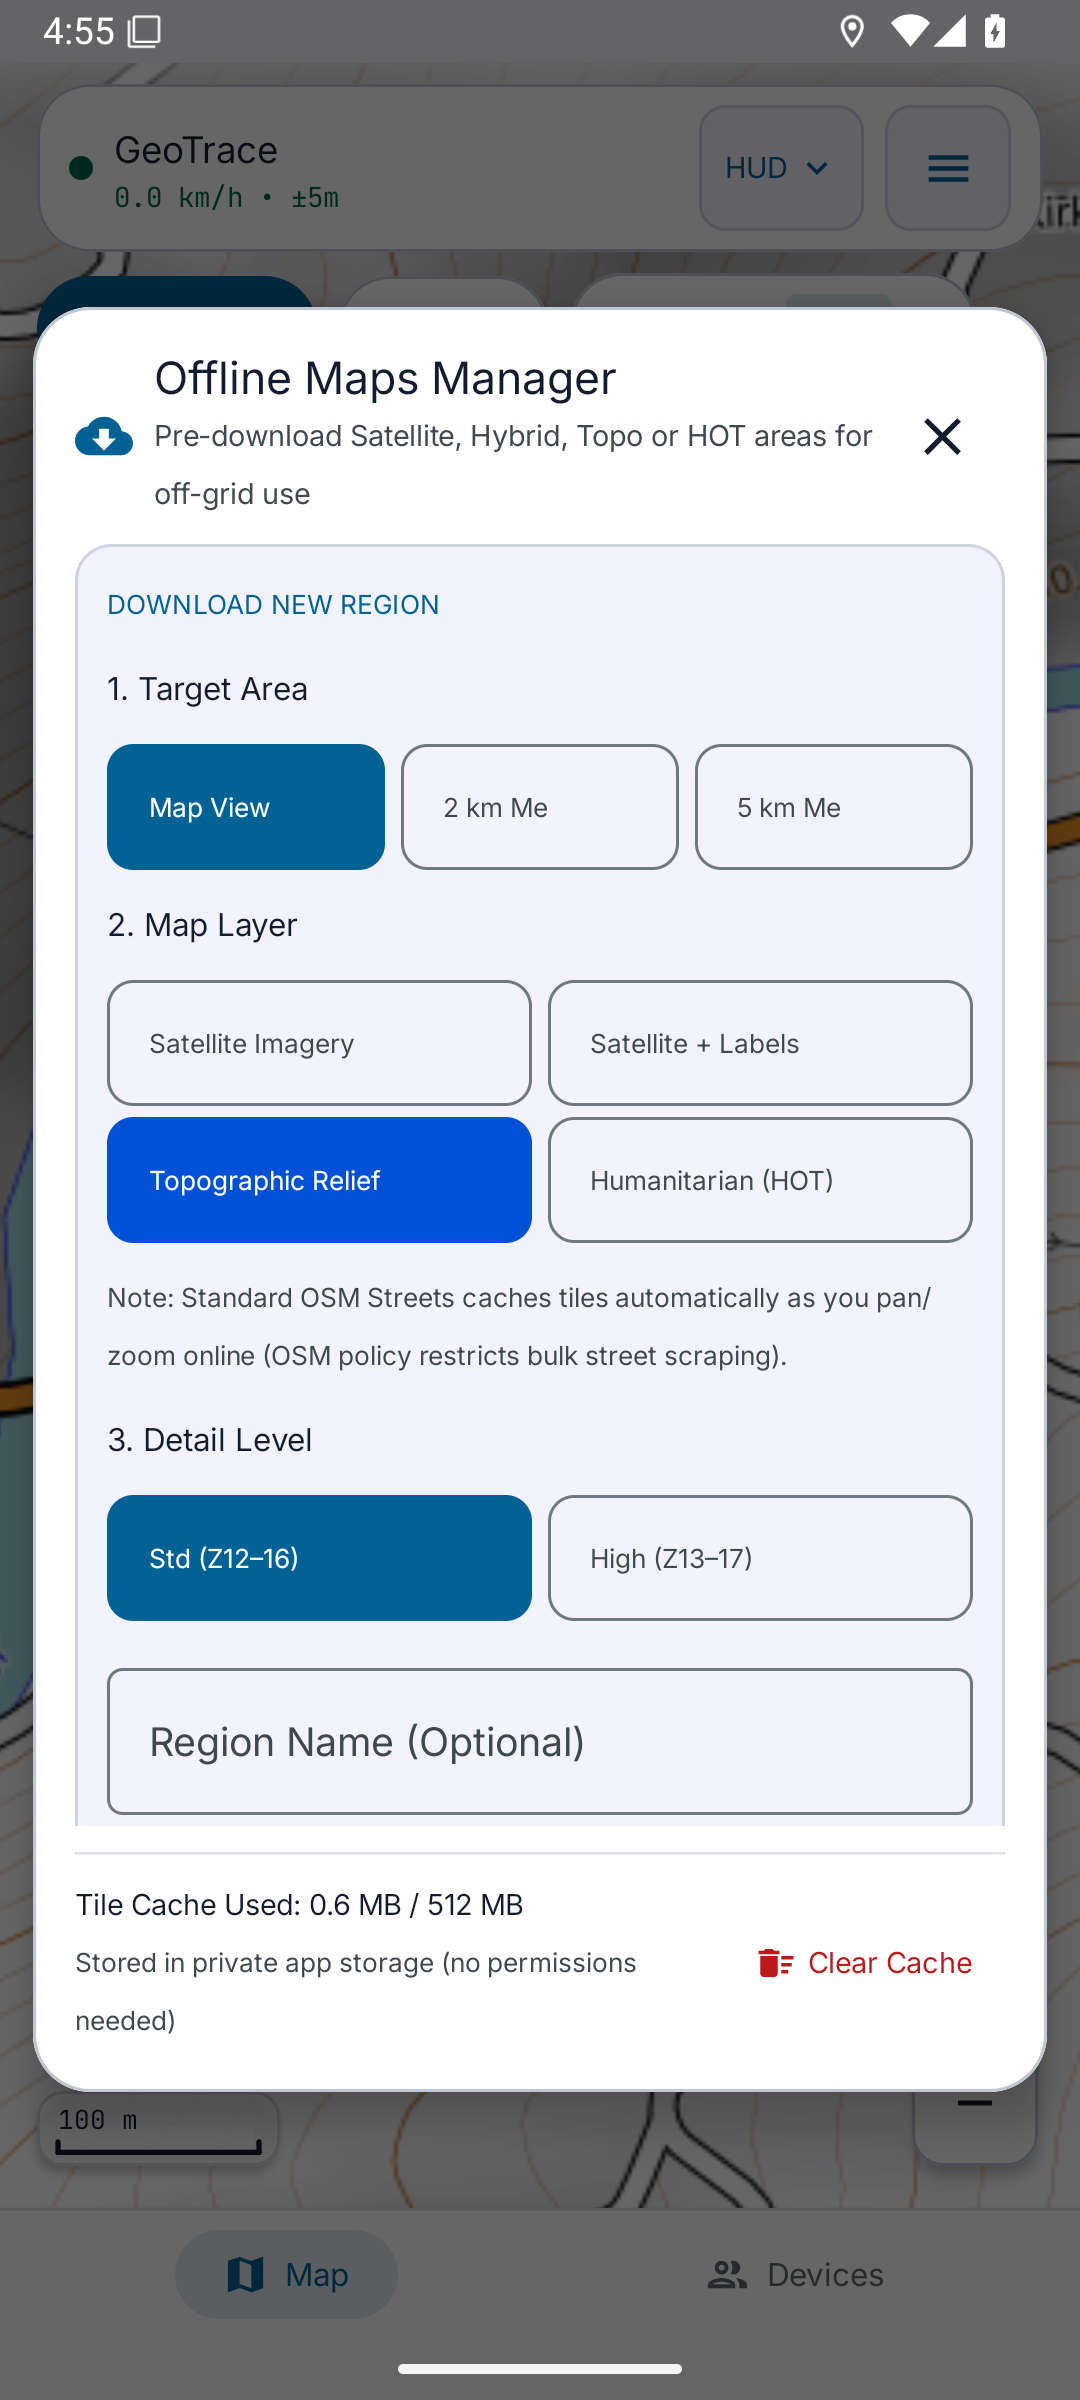 4:55
GeoTrace
0.0 km/h • ±5m
HUD
Offline Maps Manager
Pre-download Satellite, Hybrid, Topo or HOT areas for
off-grid use
DOWNLOAD NEW REGION
1. Target Area
Map View
2 km Me
5 km Me
2. Map Layer
Satellite Imagery
Satellite + Labels
Topographic Relief
Humanitarian (HOT)
Note: Standard OSM Streets caches tiles automatically as you pan/
zoom online (OSM policy restricts bulk street scraping).
3. Detail Level
Std (Z12–16)
High (Z13–17)
Region Name (Optional)
Tile Cache Used: 0.6 MB / 512 MB
Stored in private app storage (no permissions
needed)
Clear Cache
100 m
Map
Devices